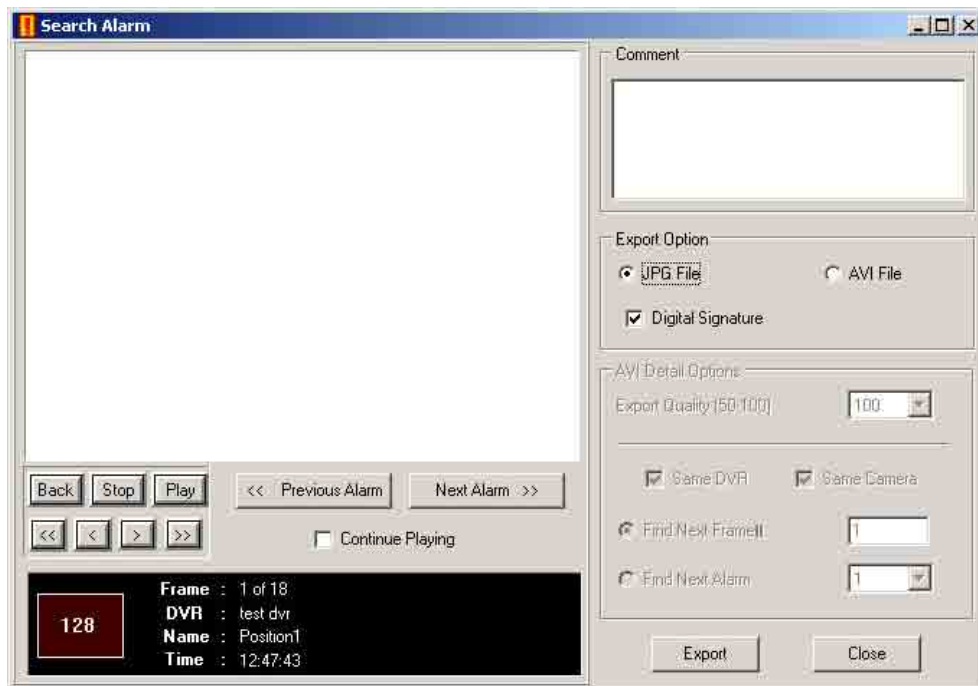 Search Alarm
Comment
Export Option
JPG File
AVI File
Digital Signature
AVI Detail Options
Export Quality (50-100)
100
Same DVR
Same Camera
Find Next Frame
1
Find Next Alarm
1
Back
Stop
Play
<< Previous Alarm
Next Alarm >>
<<
<
>
>>
Continue Playing
128
Frame : 1 of 18
DVR : test dvr
Name : Position1
Time : 12:47:43
Export
Close